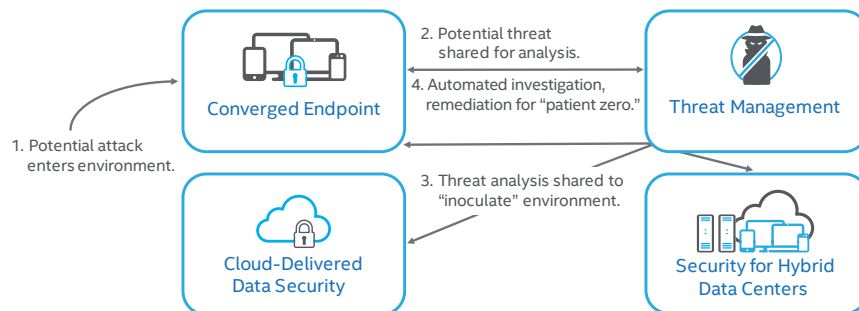 2. Potential threat
shared for analysis.
4. Automated investigation,
remediation for “patient zero.”
Converged Endpoint
Threat Management
1. Potential attack
enters environment.
3. Threat analysis shared to
“inoculate” environment.
Cloud-Delivered
Data Security
Security for Hybrid
Data Centers